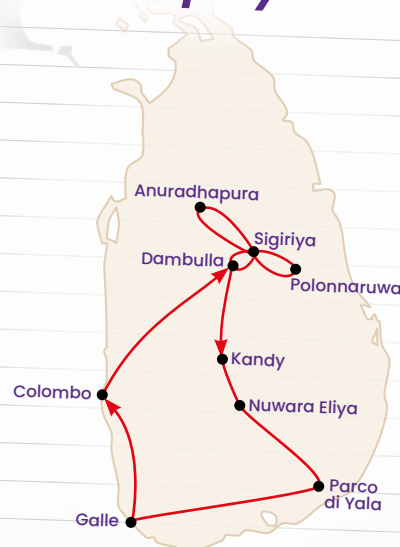 Anuradhapura
Sigiriya
Dambulla
Polonnaruwa
Kandy
Colombo
Nuwara Eliya
Parco
di Yala
Galle